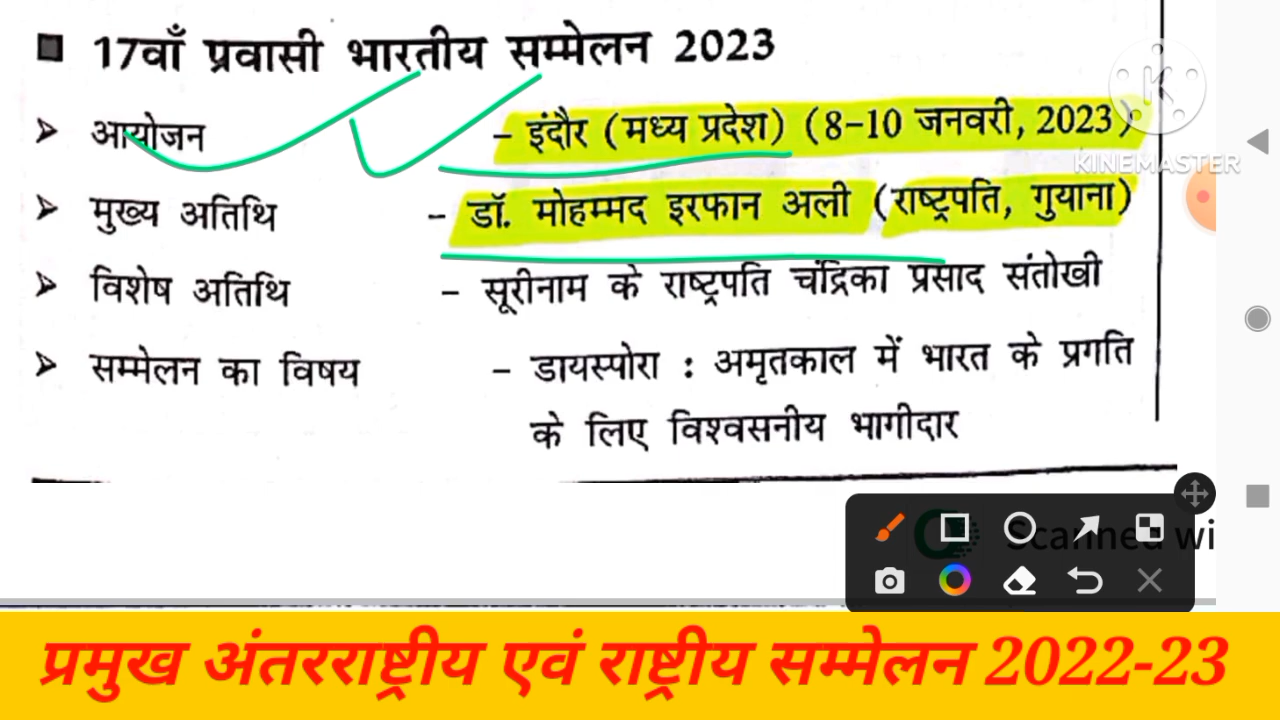 17वाँ प्रवासी भारतीय सम्मेलन 2023
आयोजन - इंदौर (मध्य प्रदेश) (8-10 जनवरी, 2023)
KINEMASTER
मुख्य अतिथि - डॉ. मोहम्मद इरफान अली (राष्ट्रपति, गुयाना)
विशेष अतिथि - सूरीनाम के राष्ट्रपति चंद्रिका प्रसाद संतोखी
सम्मेलन का विषय - डायस्पोरा : अमृतकाल में भारत के प्रगति
के लिए विश्वसनीय भागीदार
Scanned wi
प्रमुख अंतरराष्ट्रीय एवं राष्ट्रीय सम्मेलन 2022-23